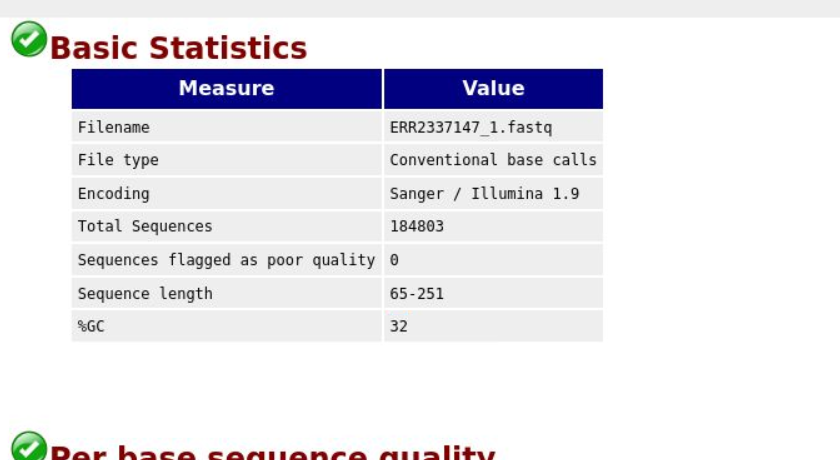 Basic Statistics
Measure Value
Filename ERR2337147_1.fastq
File type Conventional base calls
Encoding Sanger / Illumina 1.9
Total Sequences 184803
Sequences flagged as poor quality 0
Sequence length 65-251
%GC 32
Per base sequence quality